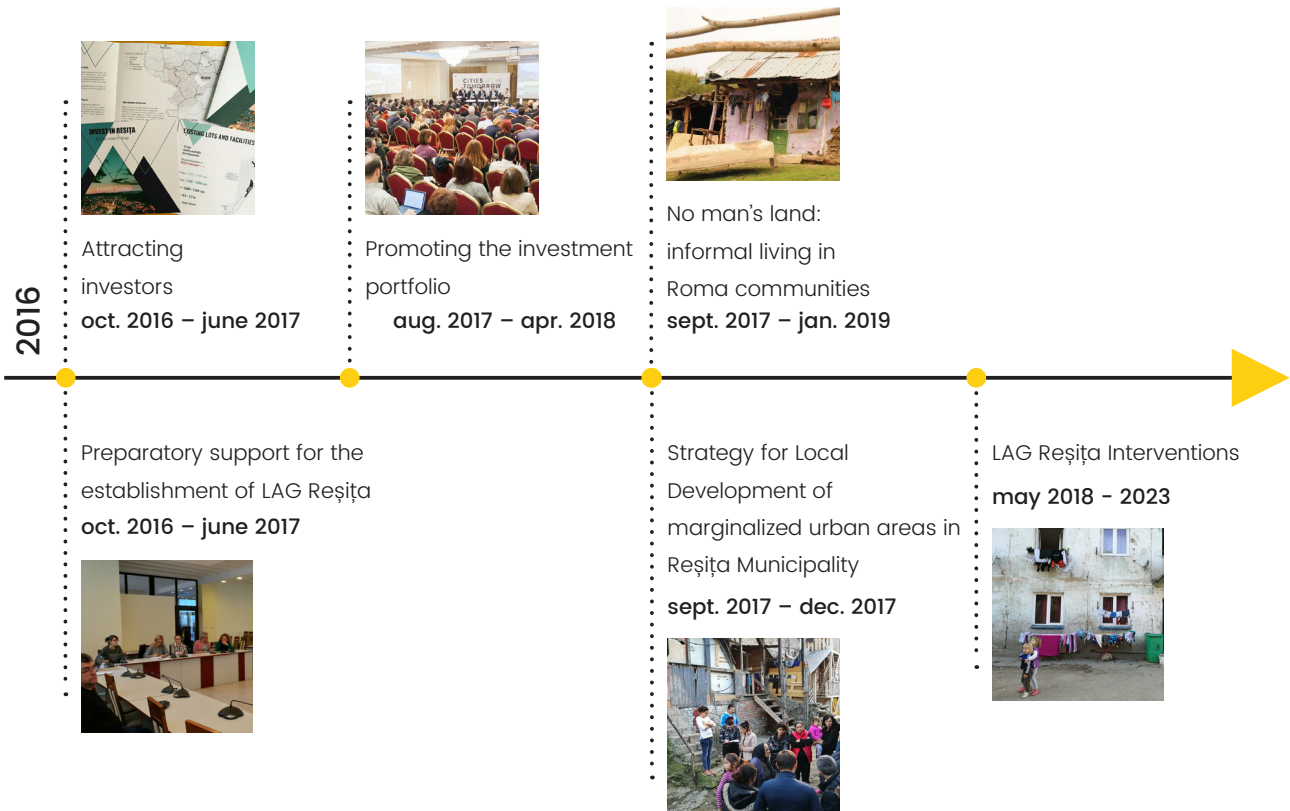 2016
INVEST IN REȘIȚA
EXISTING LOTS AND FACILITIES
Attracting
investors
oct. 2016 – june 2017
CITIES
TOMORROW
Promoting the investment
portfolio
aug. 2017 – apr. 2018
No man's land:
informal living in
Roma communities
sept. 2017 – jan. 2019
Preparatory support for the
establishment of LAG Reșița
oct. 2016 – june 2017
Strategy for Local
Development of
marginalized urban areas in
Reșița Municipality
sept. 2017 – dec. 2017
LAG Reșița Interventions
may 2018 - 2023